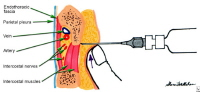 Endothoracic
fascia
Parietal pleura
Vein
Artery
Intercostal nerves
Intercostal muscles